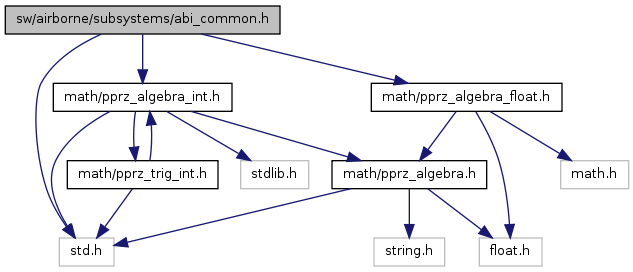 sw/airborne/subsystems/abi_common.h
math/pprz_algebra_int.h
math/pprz_algebra_float.h
math/pprz_trig_int.h
stdlib.h
math/pprz_algebra.h
math.h
std.h
string.h
float.h